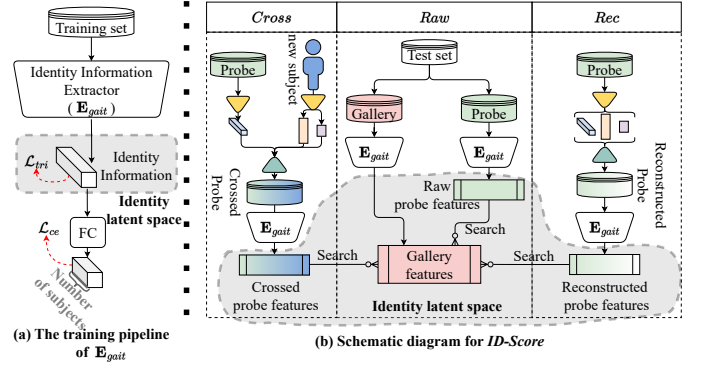 Training set
Identity Information
Extractor
( E_gait )
L_tri
Identity
Information
Identity
latent space
L_ce
FC
Number
of subjects
(a) The training pipeline
of E_gait
Cross
Raw
Rec
Probe
new subject
Crossed
Probe
E_gait
Crossed
probe features
Test set
Gallery
Probe
E_gait
E_gait
Raw
probe features
Search
Search
Gallery
features
Search
Identity latent space
Probe
Reconstructed
Probe
E_gait
Reconstructed
probe features
(b) Schematic diagram for ID-Score